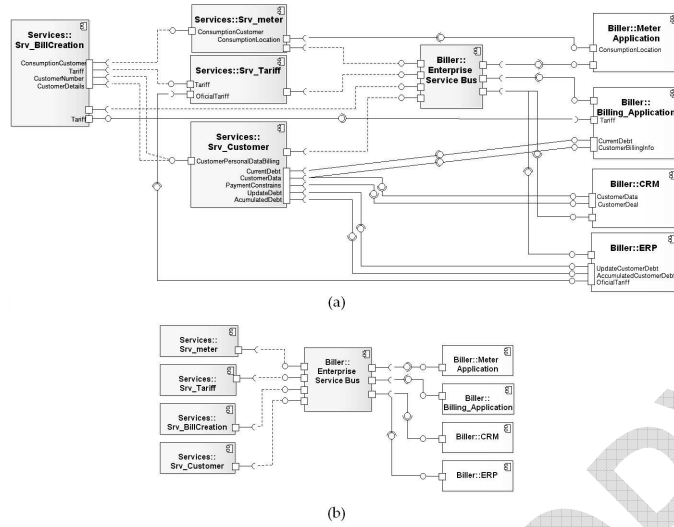 Services::
Srv_BillCreation
ConsumptionCustomer
Tariff
CustomerNumber
CustomerDetails
Tariff
Services::Srv_meter
ConsumptionCustomer
ConsumptionLocation
Services::Srv_Tariff
Tariff
OficialTariff
Services::
Srv_Customer
CustomerPersonalDataBilling
CurrentDebt
CustomerData
PaymentConstrains
UpdateDebt
AcumulatedDebt
Biller::
Enterprise
Service Bus
Biller::Meter
Application
ConsumptionLocation
Biller::
Billing_Application
Tariff
CurrentDebt
CustomerBillingInfo
Biller::CRM
CustomerData
CustomerDeal
Biller::ERP
UpdateCustomerDebt
AccumulatedCustomerDebt
OficialTariff
(a)
Services::
Srv_meter
Services::
Srv_Tariff
Services::
Srv_BillCreation
Services::
Srv_Customer
Biller::
Enterprise
Service Bus
Biller::Meter
Application
Biller::
Billing_Application
Biller::CRM
Biller::ERP
(b)